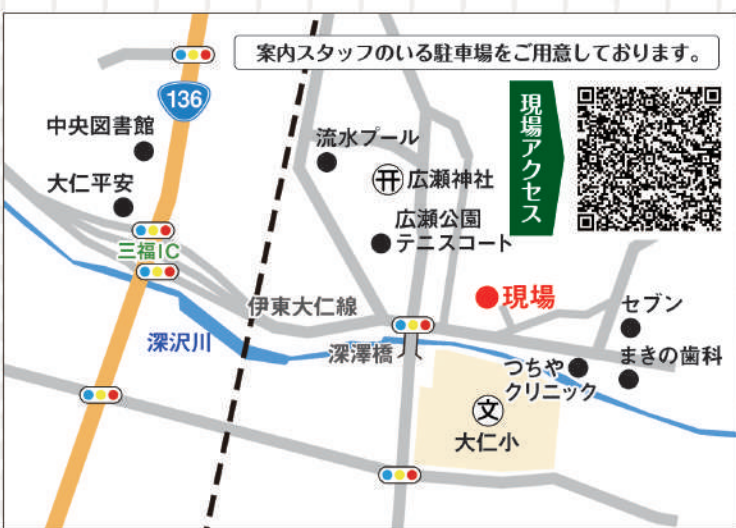 案内スタッフのいる駐車場をご用意しております。
136
現場アクセス
中央図書館
流水プール
大仁平安
広瀬神社
広瀬公園
テニスコート
三福IC
現場
伊東大仁線
セブン
深沢川
深澤橋
つちや
クリニック
まきの歯科
文
大仁小